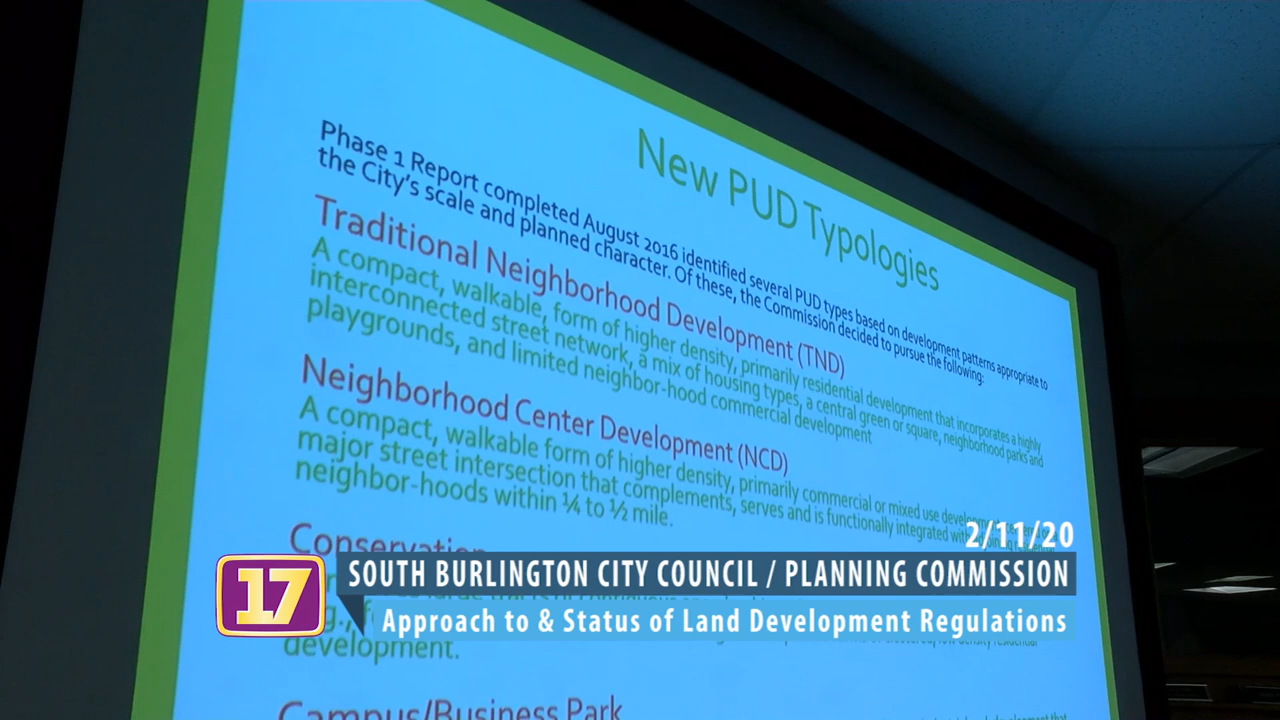 New PUD Typologies
Phase 1 Report completed August 2016 identified several PUD types based on development patterns appropriate to
the City's scale and planned character. Of these, the Commission decided to pursue the following:
Traditional Neighborhood Development (TND)
A compact, walkable, form of higher density, primarily residential development that incorporates a highly
interconnected street network, a mix of housing types, a central green or square, neighborhood parks and
playgrounds, and limited neighbor-hood commercial development
Neighborhood Center Development (NCD)
A compact, walkable form of higher density, primarily commercial or mixed use
major street intersection that complements, serves and is functionally integrated
neighbor-hoods within ¼ to ½ mile.
Conservation
development.
Campus/Business Park
2/11/20
17
SOUTH BURLINGTON CITY COUNCIL / PLANNING COMMISSION
Approach to & Status of Land Development Regulations